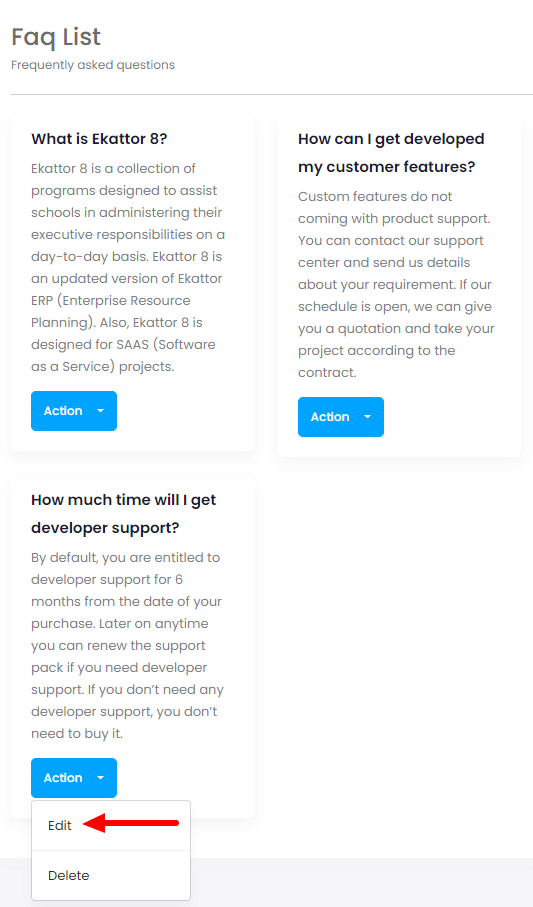 Faq List
Frequently asked questions
What is Ekattor 8?
Ekattor 8 is a collection of
programs designed to assist
schools in administering their
executive responsibilities on a
day-to-day basis. Ekattor 8 is
an updated version of Ekattor
ERP (Enterprise Resource
Planning). Also, Ekattor 8 is
designed for SAAS (Software
as a Service) projects.
Action
How can I get developed
my customer features?
Custom features do not
coming with product support.
You can contact our support
center and send us details
about your requirement. If our
schedule is open, we can give
you a quotation and take your
project according to the
contract.
Action
How much time will I get
developer support?
By default, you are entitled to
developer support for 6
months from the date of your
purchase. Later on anytime
you can renew the support
pack if you need developer
support. If you don’t need any
developer support, you don’t
need to buy it.
Action
Edit
Delete